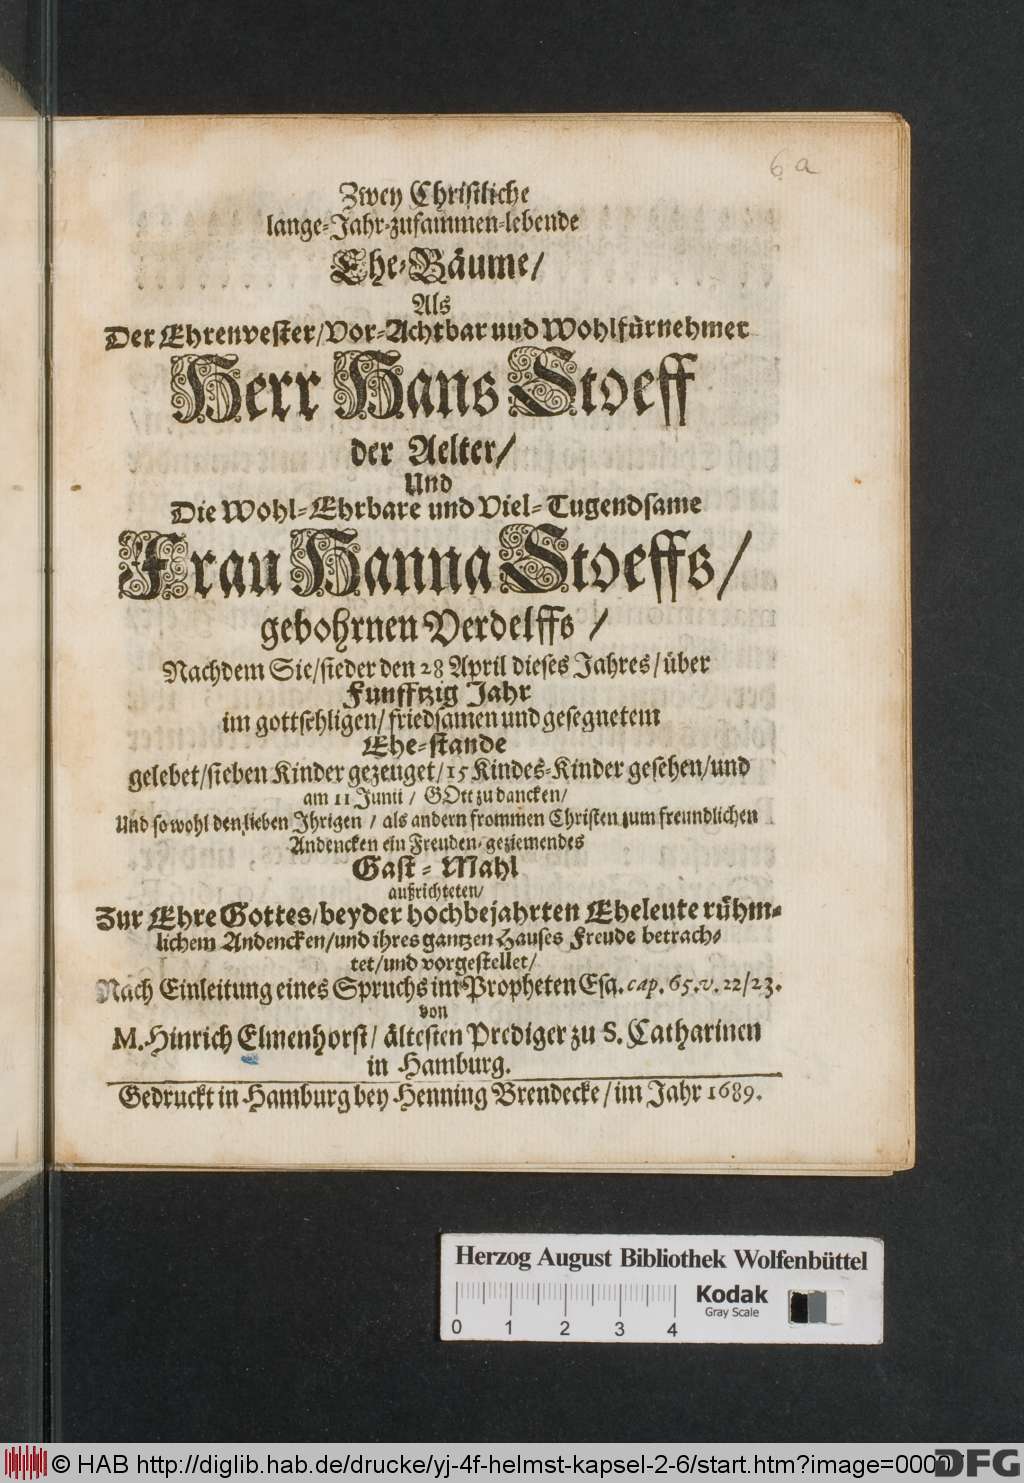 6 a
Zwey Christliche
lange-Jahr-zusammen-lebende
Ehe-Bäume/
Als
Der Ehrenvester/Vor-Achtbar und Wohlfürnehmer
Herr Hans Stoeff
der Aelter/
Und
Die Wohl-Ehrbare und Viel-Tugendsame
Frau Hanna Stoeffs/
gebohrnen Verdelffs/
Nachdem Sie/sieder den 28 April dieses Jahres/über
Funfftzig Jahr
im gottsehligen/friedsamen und gesegnetem
Ehe-stande
gelebet/sieben Kinder gezeuget/15 Kindes-Kinder gesehen/und
am 11 Junii / GOtt zu dancken/
Und so wohl den lieben Ihrigen / als andern frommen Christen zum freundlichen
Andencken ein Freuden-geziemendes
Gast-Mahl
außrichteten/
Zur Ehre Gottes/beyder hochbejahrten Eheleute rühm-
lichem Andencken/und ihres gantzen Hauses Freude betrach-
tet/und vorgestellet/
Nach Einleitung eines Spruchs im Propheten Esa. cap. 65. v. 22/23.
von
M. Hinrich Elmenhorst/ ältesten Prediger zu S. Catharinen
in Hamburg.
Gedruckt in Hamburg bey Henning Brendecke/im Jahr 1689.
Herzog August Bibliothek Wolfenbüttel
Kodak
Gray Scale
0 1 2 3 4
© HAB http://diglib.hab.de/drucke/yj-4f-helmst-kapsel-2-6/start.htm?image=0000
DFG